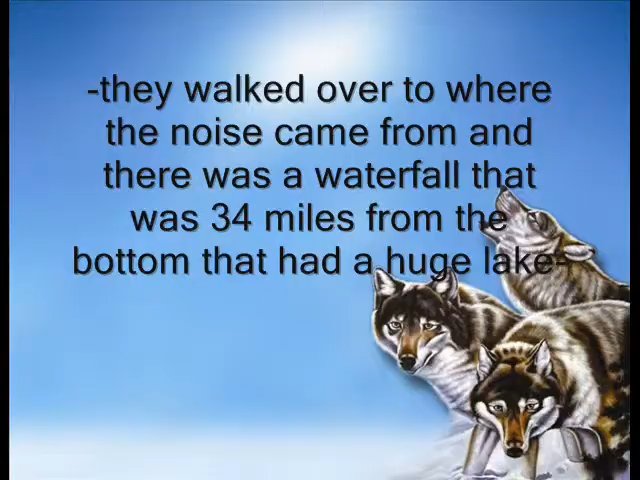 -they walked over to where
the noise came from and
there was a waterfall that
was 34 miles from the
bottom that had a huge lake-